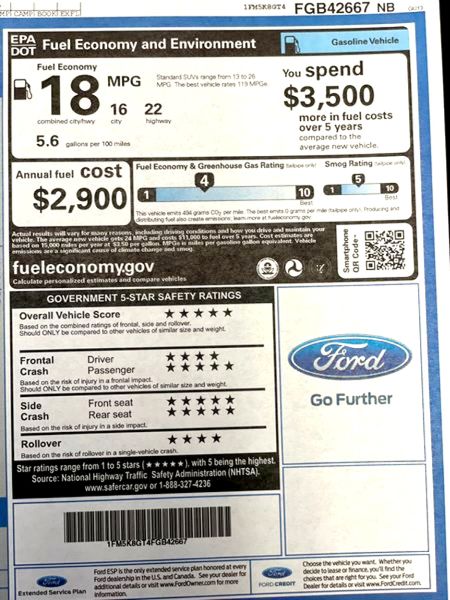 1FM5K8GT4 FGB42667 NB
EPA
DOT
Fuel Economy and Environment
Gasoline Vehicle
Fuel Economy
18 MPG
16 22
combined city/hwy city highway
5.6 gallons per 100 miles
Standard SUVs range from 13 to 26
MPG. The best vehicle rates 119 MPGe.
You spend
$3,500
more in fuel costs
over 5 years
compared to the
average new vehicle.
Annual fuel cost
$2,900
Fuel Economy & Greenhouse Gas Rating (tailpipe only)
4
1 10
Best
Smog Rating (tailpipe only)
5
1 10
Best
This vehicle emits 494 grams CO2 per mile. The best emits 0 grams per mile (tailpipe only). Producing and
distributing fuel also create emissions; learn more at fueleconomy.gov.
Actual results will vary for many reasons, including driving conditions and how you drive and maintain your
vehicle. The average new vehicle gets 24 MPG and costs $11,000 to fuel over 5 years. Cost estimates are
based on 15,000 miles per year at $3.50 per gallon. MPGe is miles per gasoline gallon equivalent. Vehicle
emissions are a significant cause of climate change and smog.
fueleconomy.gov
Calculate personalized estimates and compare vehicles
Smartphone
QR Code
GOVERNMENT 5-STAR SAFETY RATINGS
Overall Vehicle Score ★★★★★
Based on the combined ratings of frontal, side and rollover.
Should ONLY be compared to other vehicles of similar size and weight.
Frontal Driver ★★★★
Crash Passenger ★★★★★
Based on the risk of injury in a frontal impact.
Should ONLY be compared to other vehicles of similar size and weight.
Side Front seat ★★★★★
Crash Rear seat ★★★★★
Based on the risk of injury in a side impact.
Rollover ★★★★
Based on the risk of rollover in a single-vehicle crash.
Star ratings range from 1 to 5 stars (★★★★★), with 5 being the highest.
Source: National Highway Traffic Safety Administration (NHTSA).
www.safercar.gov or 1-888-327-4236
Ford
Go Further
1FM5K8GT4FGB42667
Ford
Extended Service Plan
Ford ESP is the only extended service plan honored at every
Ford dealership in the U.S. and Canada. See your dealer for
additional details or visit www.FordOwner.com for more
information.
Ford
FORD CREDIT
Choose the vehicle you want. Whether you
decide to lease or finance, you'll find the
choices that are right for you. See your Ford
Dealer for details or visit www.FordCredit.com.